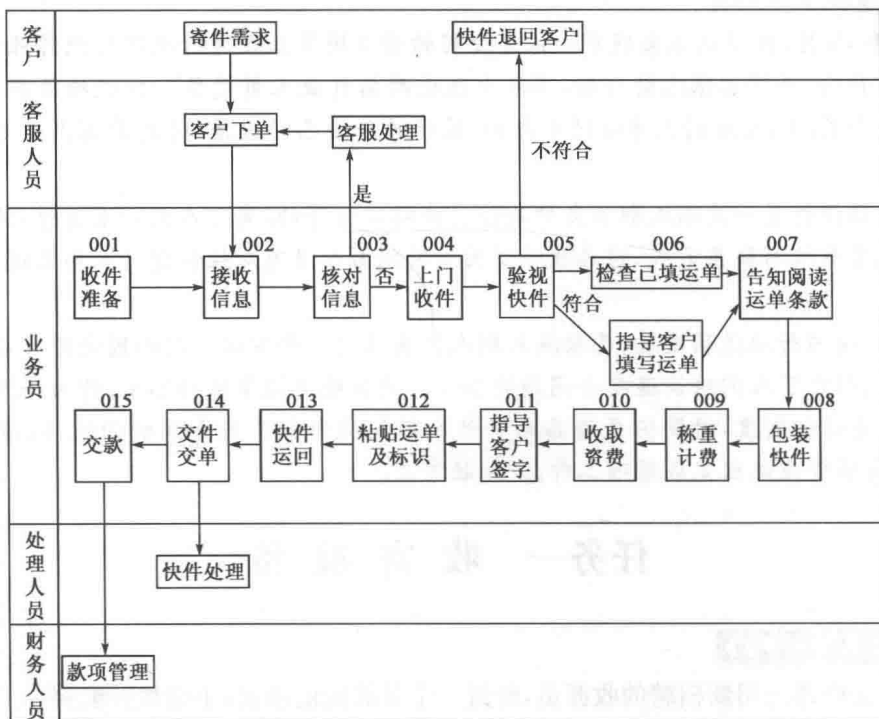 客户
寄件需求
快件退回客户
客服人员
客户下单
客服处理
不符合
是
业务员
001
收件
准备
002
接收
信息
003
核对
信息
否
004
上门
收件
005
验视
快件
符合
006
检查已填运单
指导客户
填写运单
007
告知阅读
运单条款
008
包装
快件
009
称重
计费
010
收取
资费
011
指导
客户
签字
012
粘贴运单
及标识
013
快件
运回
014
交件
交单
015
交款
处理人员
快件处理
财务人员
款项管理